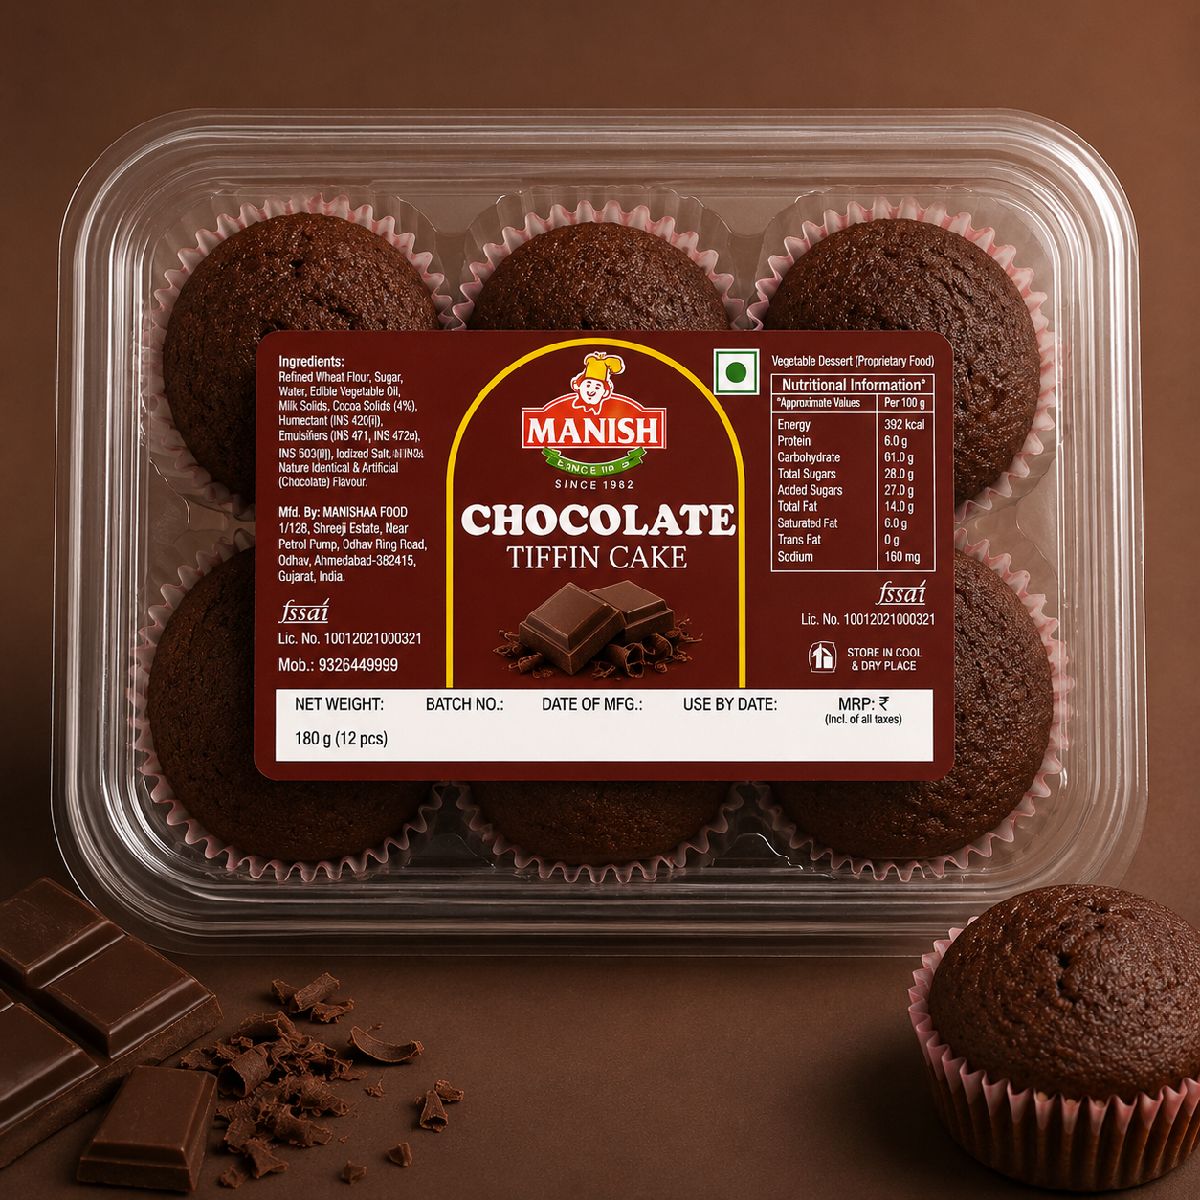 Ingredients:
Refined Wheat Flour, Sugar,
Water, Edible Vegetable Oil,
Milk Solids, Cocoa Solids (4%),
Humectant (INS 420(i)),
Emulsifiers (INS 471, INS 472e),
INS 503(ii)), Iodized Salt,
Nature Identical & Artificial
(Chocolate) Flavour.
Mfd. By: MANISHAA FOOD
1/128, Shreeji Estate, Near
Petrol Pump, Odhav Ring Road,
Odhav, Ahmedabad-382415,
Gujarat, India.
fssai
Lic. No. 10012021000321
Mob.: 9326449999
MANISH
SINCE 1982
CHOCOLATE
TIFFIN CAKE
Vegetable Dessert (Proprietary Food)
Nutritional Information*
*Approximate Values Per 100 g
Energy 392 kcal
Protein 6.0 g
Carbohydrate 61.0 g
Total Sugars 28.0 g
Added Sugars 27.0 g
Total Fat 14.0 g
Saturated Fat 6.0 g
Trans Fat 0 g
Sodium 160 mg
fssai
Lic. No. 10012021000321
STORE IN COOL
& DRY PLACE
NET WEIGHT: BATCH NO.: DATE OF MFG.: USE BY DATE: MRP: ₹
(Incl. of all taxes)
180 g (12 pcs)